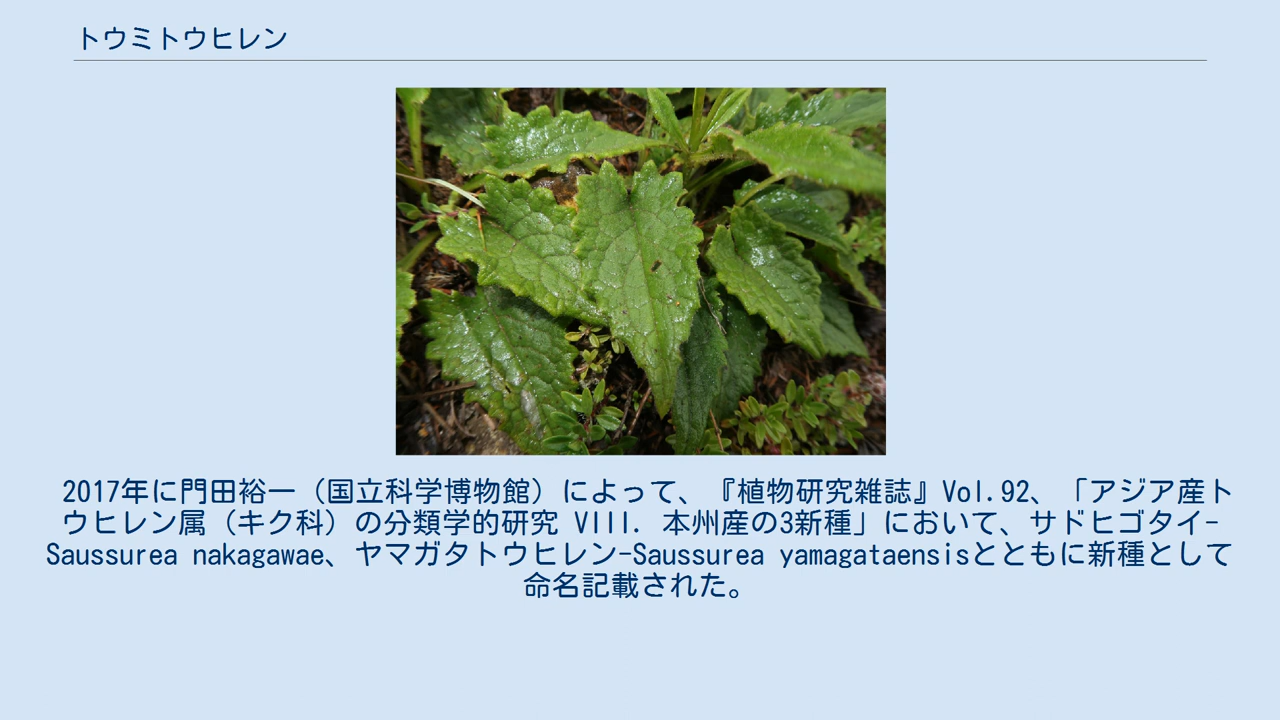 トウミトウヒレン
2017年に門田裕一（国立科学博物館）によって、『植物研究雑誌』Vol.92、「アジア産ト
ウヒレン属（キク科）の分類学的研究 VIII. 本州産の3新種」において、サドヒゴタイ-
Saussurea nakagawae、ヤマガタトウヒレン-Saussurea yamagataensisとともに新種として
命名記載された。